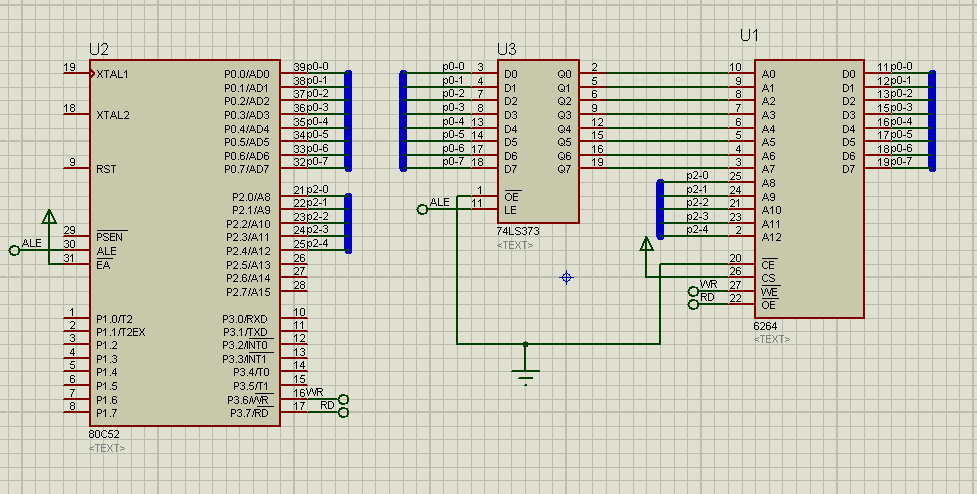 U2
19 XTAL1
18 XTAL2
9 RST
29 PSEN
ALE 30 ALE
31 EA
1 P1.0/T2
2 P1.1/T2EX
3 P1.2
4 P1.3
5 P1.4
6 P1.5
7 P1.6
8 P1.7
P0.0/AD0 39 p0-0
P0.1/AD1 38 p0-1
P0.2/AD2 37 p0-2
P0.3/AD3 36 p0-3
P0.4/AD4 35 p0-4
P0.5/AD5 34 p0-5
P0.6/AD6 33 p0-6
P0.7/AD7 32 p0-7
P2.0/A8 21 p2-0
P2.1/A9 22 p2-1
P2.2/A10 23 p2-2
P2.3/A11 24 p2-3
P2.4/A12 25 p2-4
P2.5/A13 26
P2.6/A14 27
P2.7/A15 28
P3.0/RXD 10
P3.1/TXD 11
P3.2/INT0 12
P3.3/INT1 13
P3.4/T0 14
P3.5/T1 15
P3.6/WR 16 WR
P3.7/RD 17 RD
80C52
<TEXT>
U3
p0-0 3 D0 Q0 2
p0-1 4 D1 Q1 5
p0-2 7 D2 Q2 6
p0-3 8 D3 Q3 9
p0-4 13 D4 Q4 12
p0-5 14 D5 Q5 15
p0-6 17 D6 Q6 16
p0-7 18 D7 Q7 19
1 OE
ALE 11 LE
74LS373
<TEXT>
U1
10 A0 D0 11 p0-0
9 A1 D1 12 p0-1
8 A2 D2 13 p0-2
7 A3 D3 15 p0-3
6 A4 D4 16 p0-4
5 A5 D5 17 p0-5
4 A6 D6 18 p0-6
3 A7 D7 19 p0-7
p2-0 25 A8
p2-1 24 A9
p2-2 21 A10
p2-3 23 A11
p2-4 2 A12
20 CE
26 CS
WR 27 WE
RD 22 OE
6264
<TEXT>